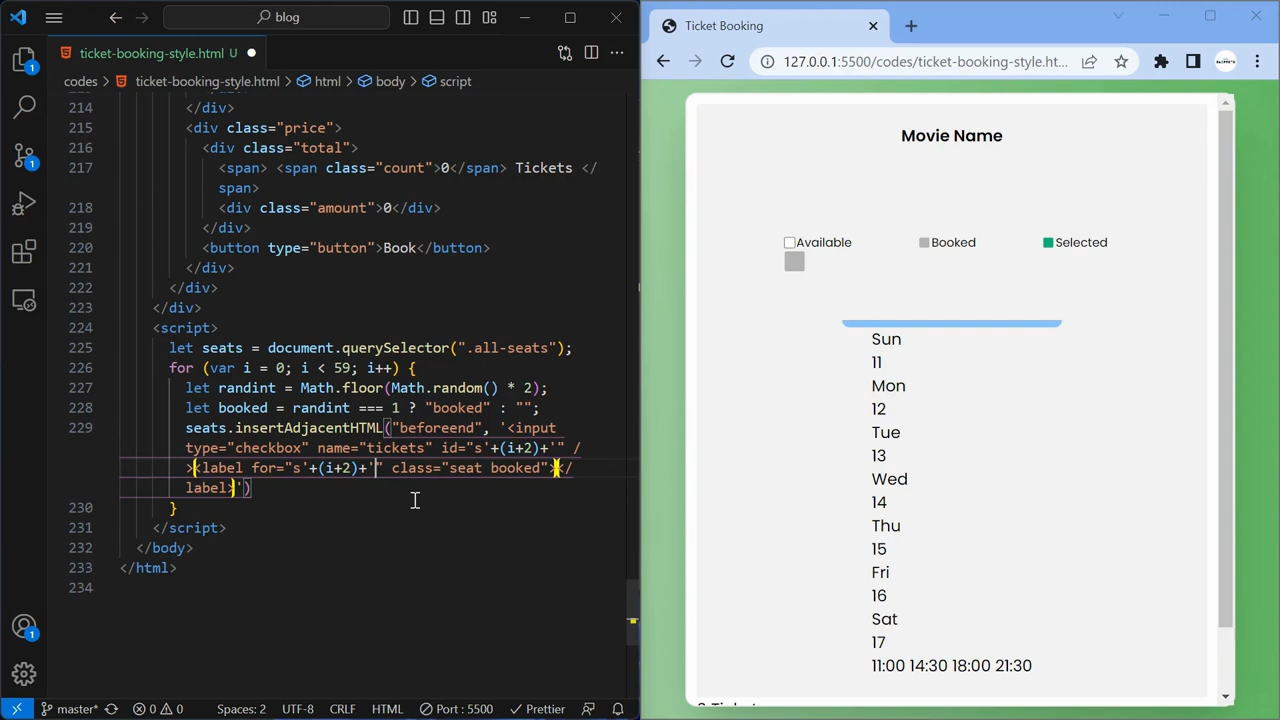 blog
ticket-booking-style.html U
codes > ticket-booking-style.html > html > body > script
214 </div>
215 <div class="price">
216 <div class="total">
217 <span> <span class="count">0</span> Tickets </
span>
218 <div class="amount">0</div>
219 </div>
220 <button type="button">Book</button>
221 </div>
222 </div>
223 </div>
224 <script>
225 let seats = document.querySelector(".all-seats");
226 for (var i = 0; i < 59; i++) {
227 let randint = Math.floor(Math.random() * 2);
228 let booked = randint === 1 ? "booked" : "";
229 seats.insertAdjacentHTML("beforeend", '<input
type="checkbox" name="tickets" id="s'+(i+2)+'" /
><label for="s'+(i+2)+'" class="seat booked"></
label>')
230 }
231 </script>
232 </body>
233 </html>
234
1
1
1
master* 0 0 Spaces: 2 UTF-8 CRLF HTML Port : 5500 Prettier
Ticket Booking
127.0.0.1:5500/codes/ticket-booking-style.ht...
Movie Name
Available Booked Selected
Sun
11
Mon
12
Tue
13
Wed
14
Thu
15
Fri
16
Sat
17
11:00 14:30 18:00 21:30